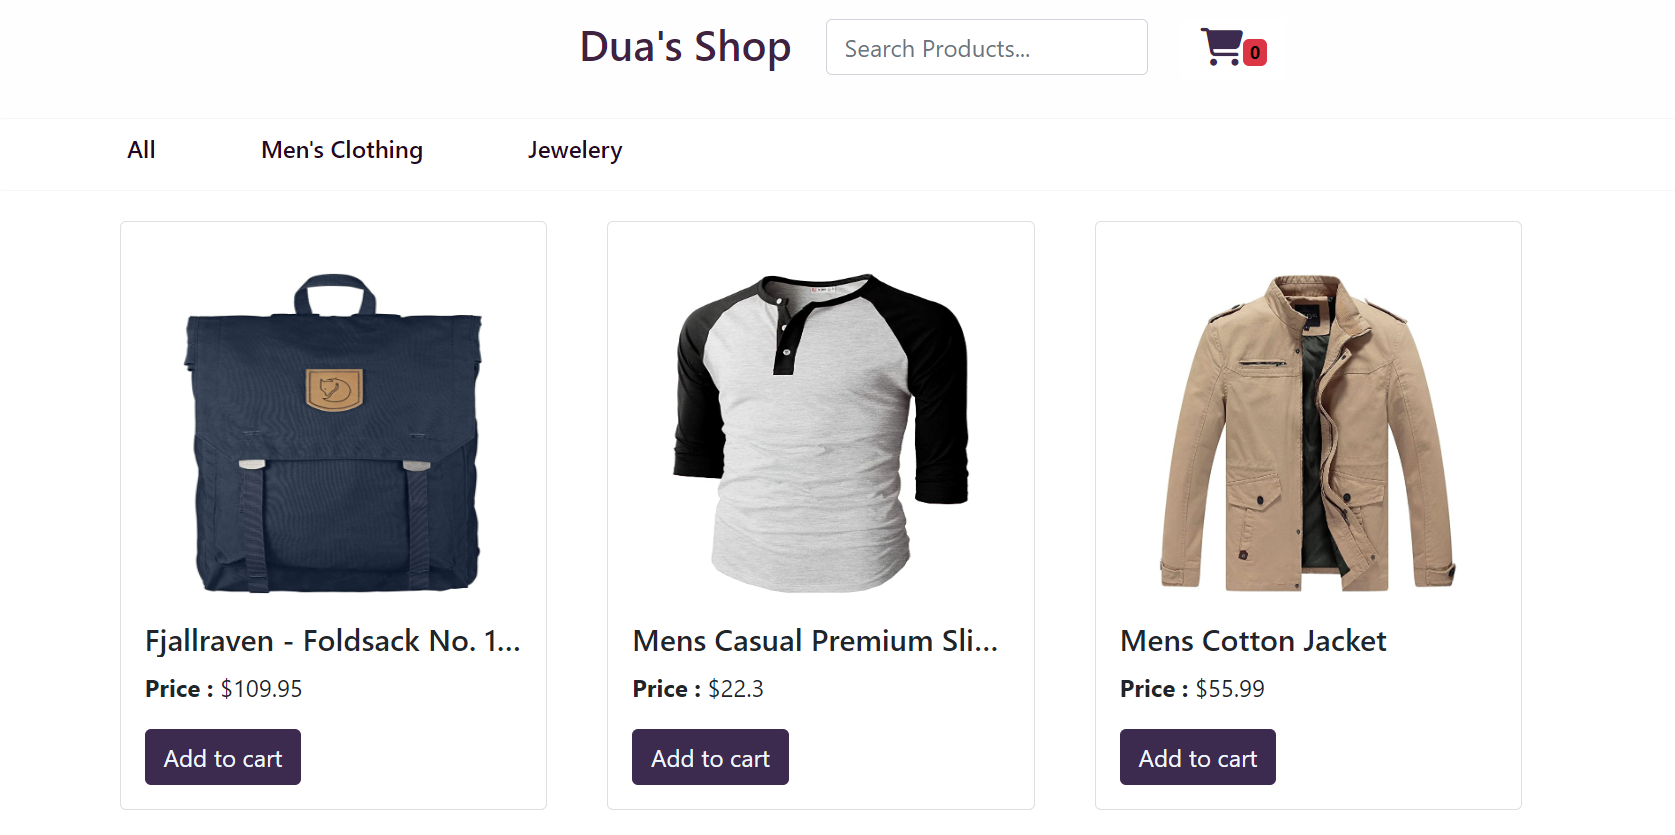 Dua's Shop
Search Products...
0
All
Men's Clothing
Jewelery
Fjallraven - Foldsack No. 1...
Price : $109.95
Add to cart
Mens Casual Premium Sli...
Price : $22.3
Add to cart
Mens Cotton Jacket
Price : $55.99
Add to cart